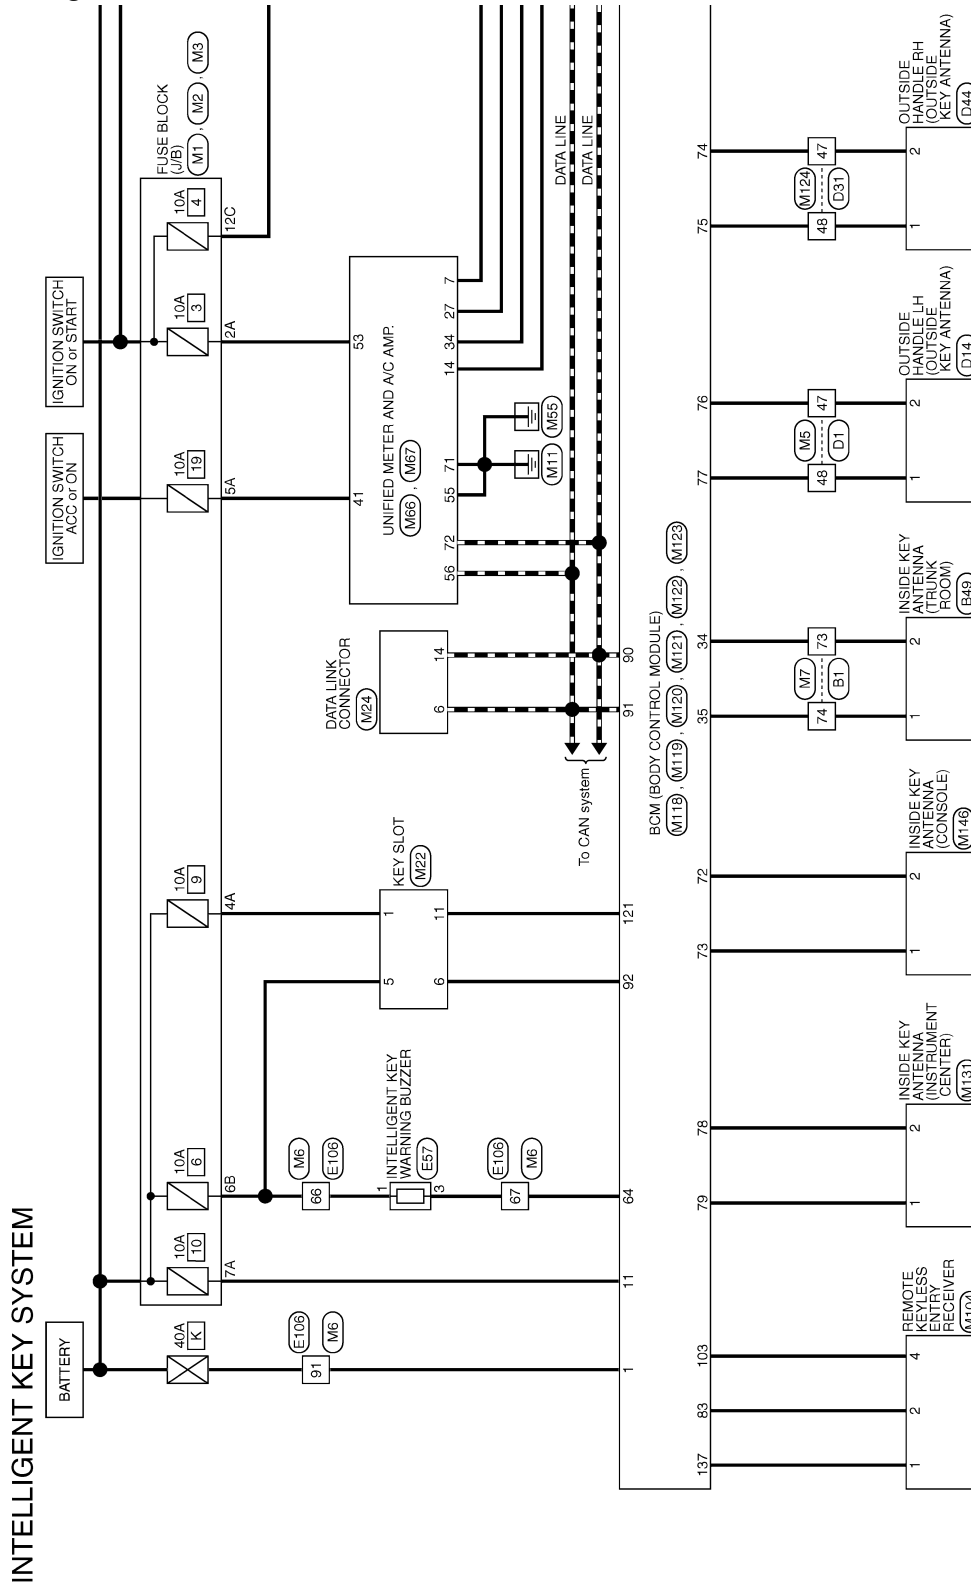 INTELLIGENT KEY SYSTEM
BATTERY
IGNITION SWITCH
ACC or ON
IGNITION SWITCH
ON or START
FUSE BLOCK
(J/B)
M1 , M2 , M3
40A
K
10A
10
10A
6
10A
9
10A
19
10A
3
10A
4
7A
6B
4A
5A
2A
12C
E106
M6
91
M6
E106
66
1
INTELLIGENT KEY
WARNING BUZZER
E57
3
E106
M6
67
KEY SLOT
M22
5
1
6
11
DATA LINK
CONNECTOR
M24
6
14
UNIFIED METER AND A/C AMP.
M66 , M67
41
53
56
72
55
71
14
34
27
7
M11
M55
DATA LINE
DATA LINE
To CAN system
1
11
64
92
121
91
90
BCM (BODY CONTROL MODULE)
M118 , M119 , M120 , M121 , M122 , M123
137
83
103
79
78
73
72
35
34
77
76
75
74
M7
74
73
B1
M5
48
47
D1
M124
48
47
D31
REMOTE
KEYLESS
ENTRY
RECEIVER
M104
1
2
4
INSIDE KEY
ANTENNA
(INSTRUMENT
CENTER)
M131
1
2
INSIDE KEY
ANTENNA
(CONSOLE)
M146
1
2
INSIDE KEY
ANTENNA
(TRUNK
ROOM)
B49
1
2
OUTSIDE
HANDLE LH
(OUTSIDE
KEY ANTENNA)
D14
1
2
OUTSIDE
HANDLE RH
(OUTSIDE
KEY ANTENNA)
D44
1
2